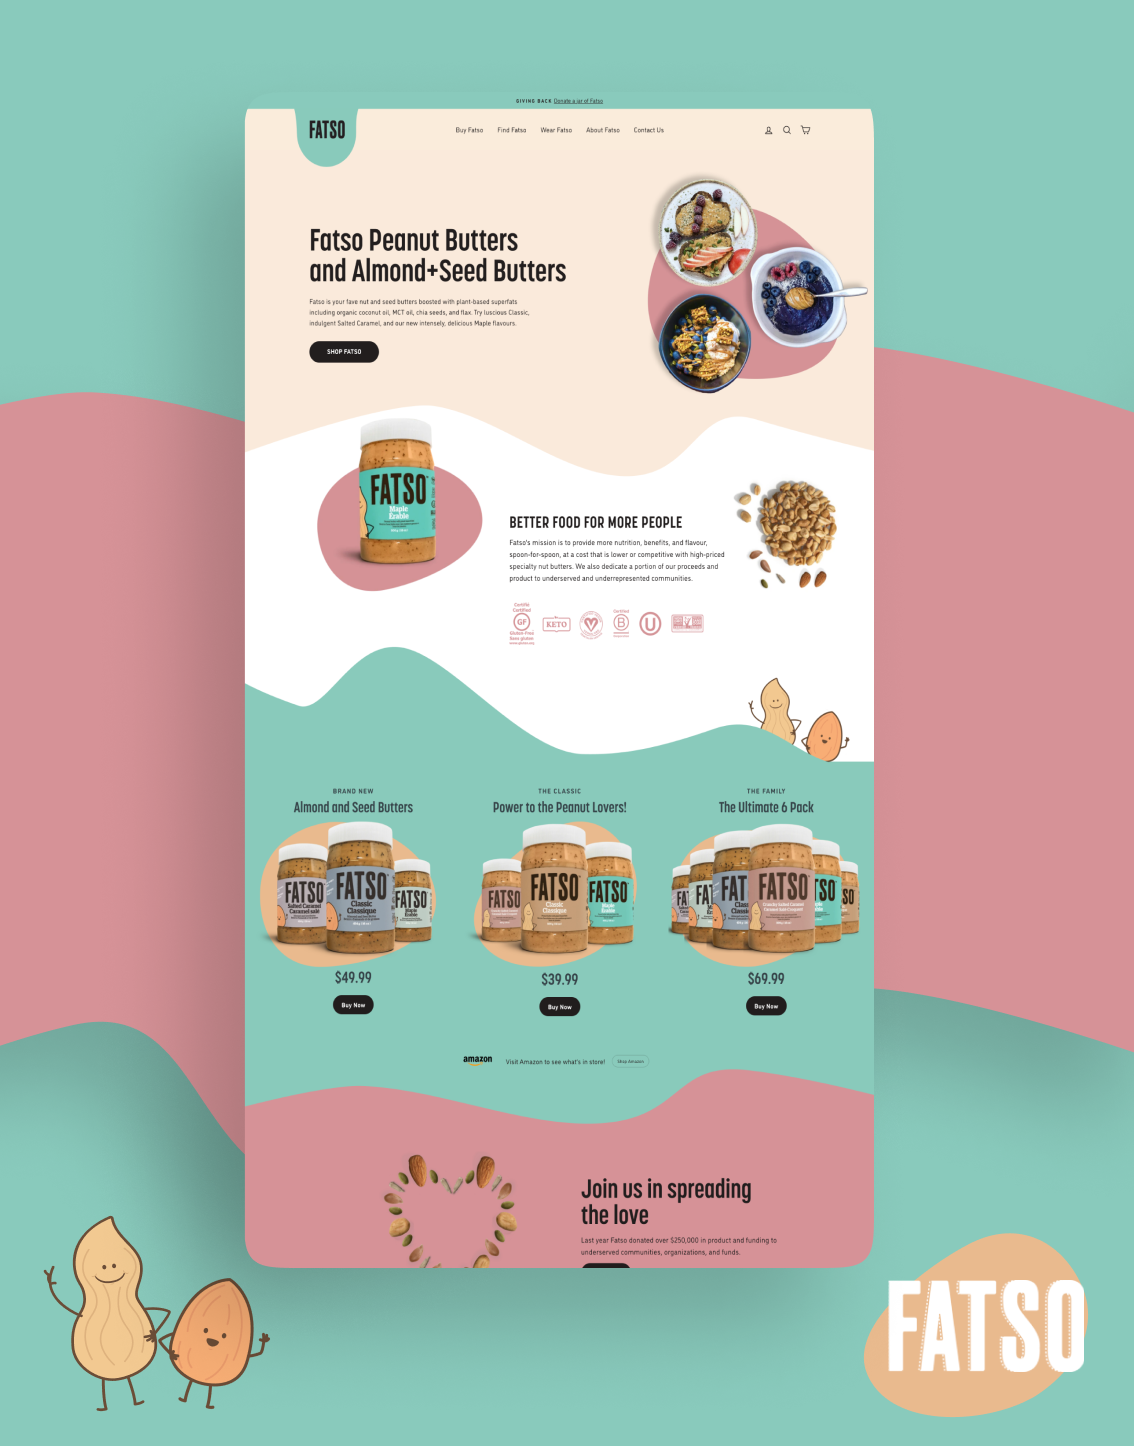 GIVING BACK Donate a jar of Fatso
FATSO
Buy Fatso Find Fatso Wear Fatso About Fatso Contact Us
Fatso Peanut Butters
and Almond+Seed Butters
Fatso is your fave nut and seed butters boosted with plant-based superfats
including organic coconut oil, MCT oil, chia seeds, and flax. Try luscious Classic,
indulgent Salted Caramel, and our new intensely, delicious Maple flavours.
SHOP FATSO
FATSO
Maple
Érable
BETTER FOOD FOR MORE PEOPLE
Fatso's mission is to provide more nutrition, benefits, and flavour,
spoon-for-spoon, at a cost that is lower or competitive with high-priced
specialty nut butters. We also dedicate a portion of our proceeds and
product to underserved and underrepresented communities.
Certifié
Certified
GF
Gluten-Free
Sans gluten
KETO
Certified
B
U
BRAND NEW
Almond and Seed Butters
FATSO
Salted Caramel
Caramel salé
FATSO
Classic
Classique
FATSO
Maple
Érable
$49.99
Buy Now
THE CLASSIC
Power to the Peanut Lovers!
FATSO
FATSO
Classic
Classique
FATSO
Maple
Érable
$39.99
Buy Now
THE FAMILY
The Ultimate 6 Pack
FATSO
Crunchy Salted Caramel
Caramel Salé Croquant
$69.99
Buy Now
amazon Visit Amazon to see what's in store! Shop Amazon
Join us in spreading
the love
Last year Fatso donated over $250,000 in product and funding to
underserved communities, organizations, and funds.
FATSO